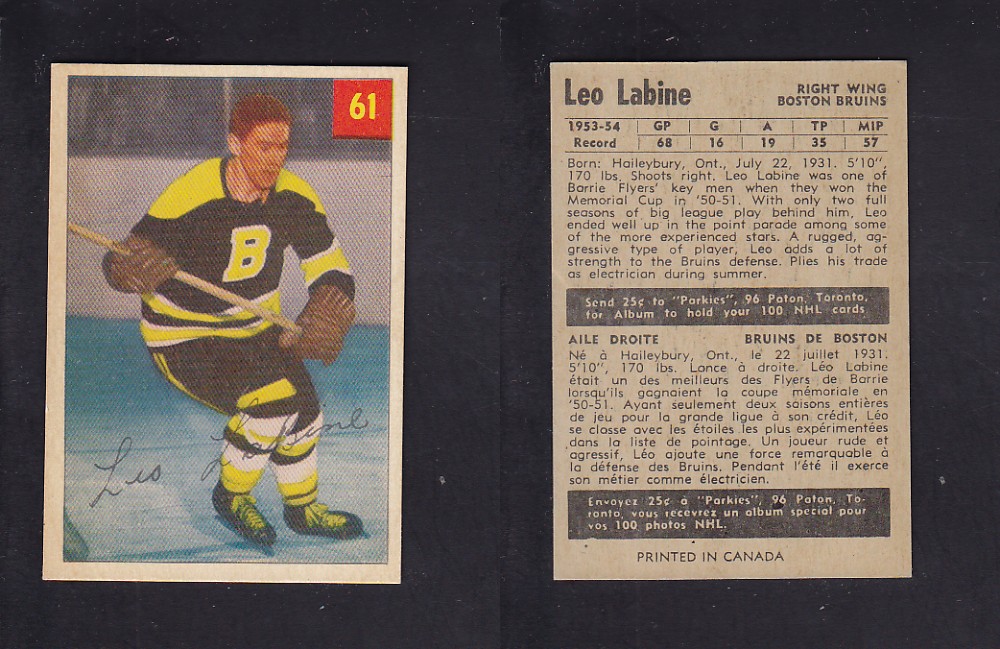 61
B
Leo Labine
Leo Labine
RIGHT WING
BOSTON BRUINS
1953-54 GP G A TP MIP
Record 68 16 19 35 57
Born: Haileybury, Ont., July 22, 1931. 5'10",
170 lbs. Shoots right. Leo Labine was one of
Barrie Flyers' key men when they won the
Memorial Cup in '50-51. With only two full
seasons of big league play behind him, Leo
ended well up in the point parade among some
of the more experienced stars. A rugged, ag-
gressive type of player, Leo adds a lot of
strength to the Bruins defense. Plies his trade
as electrician during summer.
Send 25¢ to "Parkies", 96 Paton, Toronto,
for Album to hold your 100 NHL cards
AILE DROITE BRUINS DE BOSTON
Né à Haileybury, Ont., le 22 juillet 1931.
5'10", 170 lbs. Lance à droite. Léo Labine
était un des meilleurs des Flyers de Barrie
lorsqu'ils gagnaient la coupe mémoriale en
'50-51. Ayant seulement deux saisons entières
de jeu pour la grande ligue à son crédit, Léo
se classe avec les étoiles les plus expérimentées
dans la liste de pointage. Un joueur rude et
agressif, Léo ajoute une force remarquable à
la défense des Bruins. Pendant l'été il exerce
son métier comme électricien.
Envoyez 25¢ à "Parkies", 96 Paton, To-
ronto, vous recevrez un album special pour
vos 100 photos NHL.
PRINTED IN CANADA